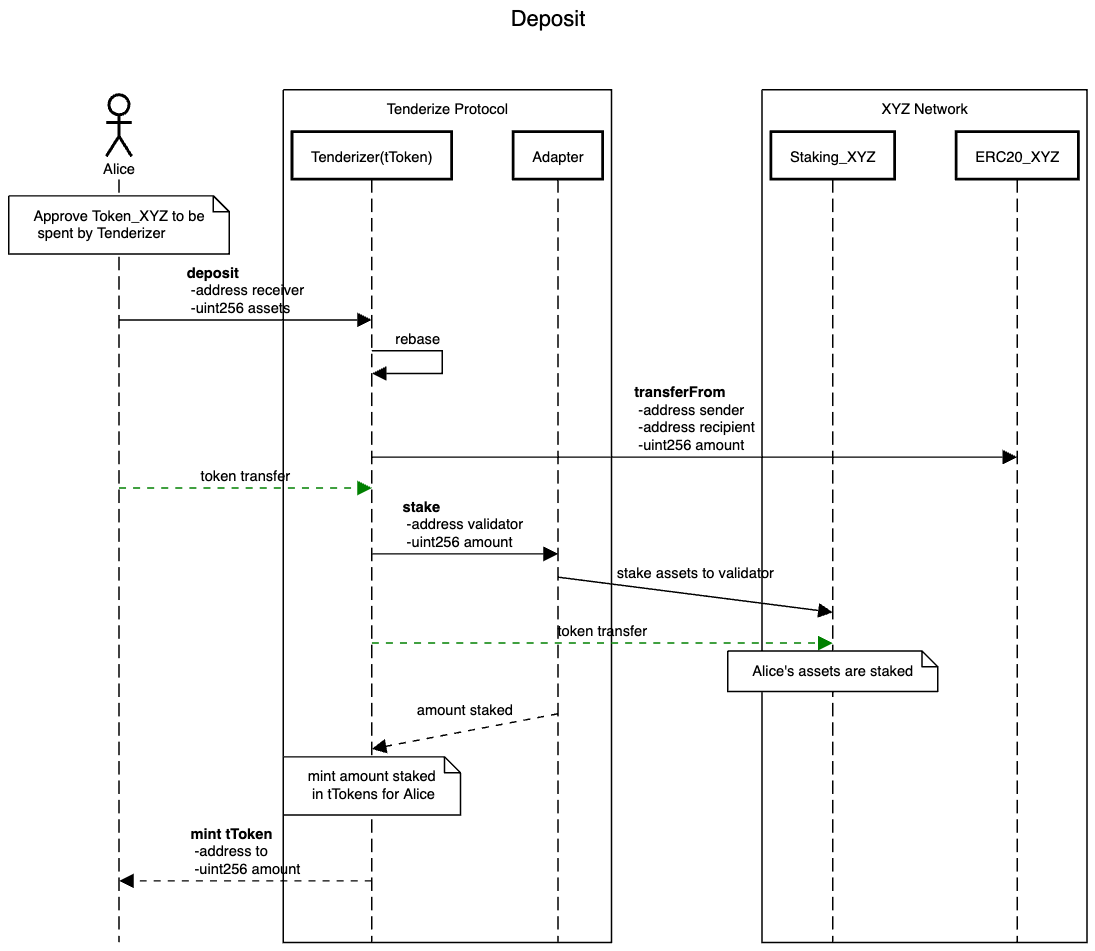 Deposit
Tenderize Protocol
XYZ Network
Alice
Tenderizer(tToken)
Adapter
Staking_XYZ
ERC20_XYZ
Approve Token_XYZ to be
spent by Tenderizer
deposit
-address receiver
-uint256 assets
rebase
transferFrom
-address sender
-address recipient
-uint256 amount
token transfer
stake
-address validator
-uint256 amount
stake assets to validator
token transfer
Alice's assets are staked
amount staked
mint amount staked
in tTokens for Alice
mint tToken
-address to
-uint256 amount